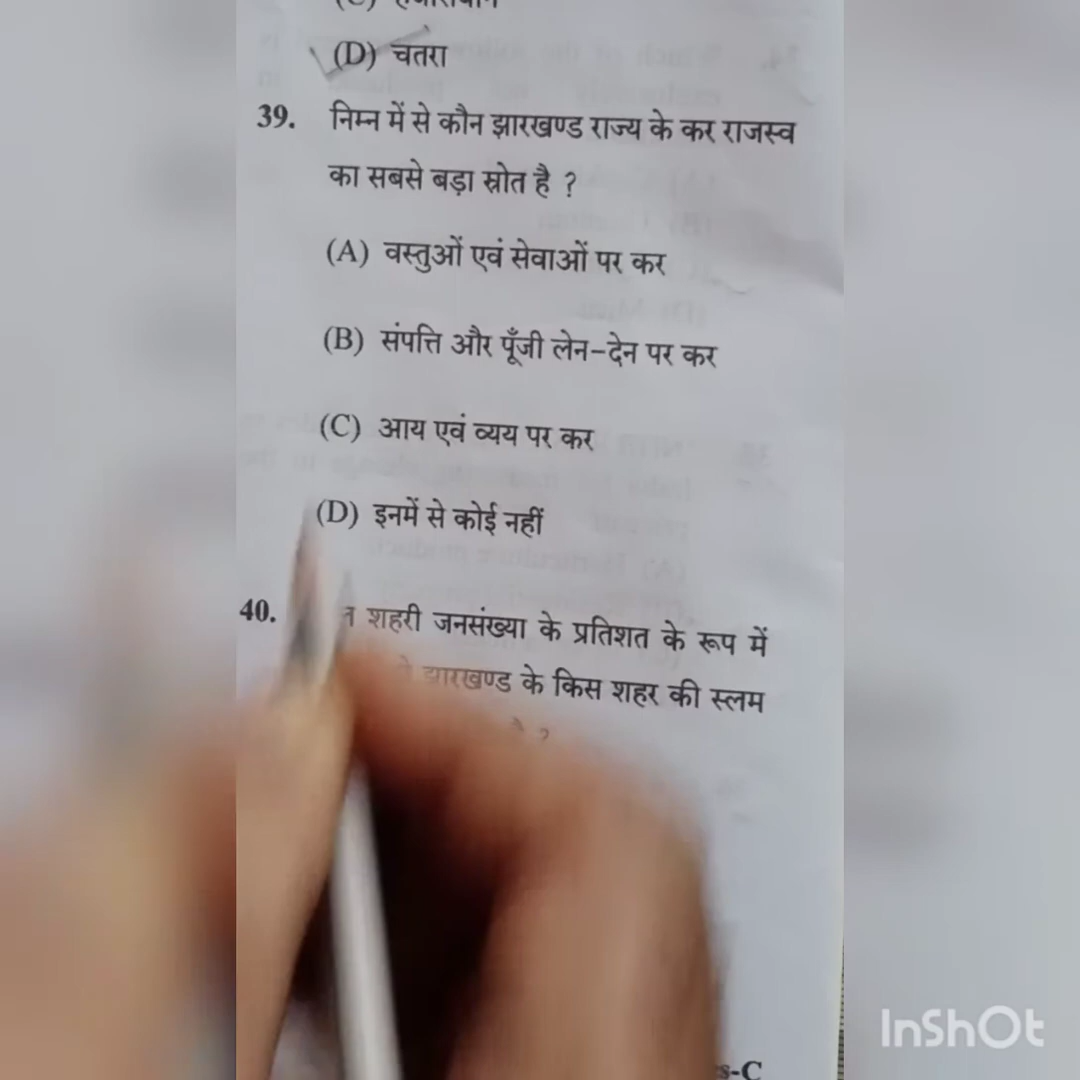 (D) चतरा
39. निम्न में से कौन झारखण्ड राज्य के कर राजस्व
का सबसे बड़ा स्रोत है ?
(A) वस्तुओं एवं सेवाओं पर कर
(B) संपत्ति और पूँजी लेन-देन पर कर
(C) आय एवं व्यय पर कर
(D) इनमें से कोई नहीं
40. शहरी जनसंख्या के प्रतिशत के रूप में
झारखण्ड के किस शहर की स्लम
?
s-C
InShOt